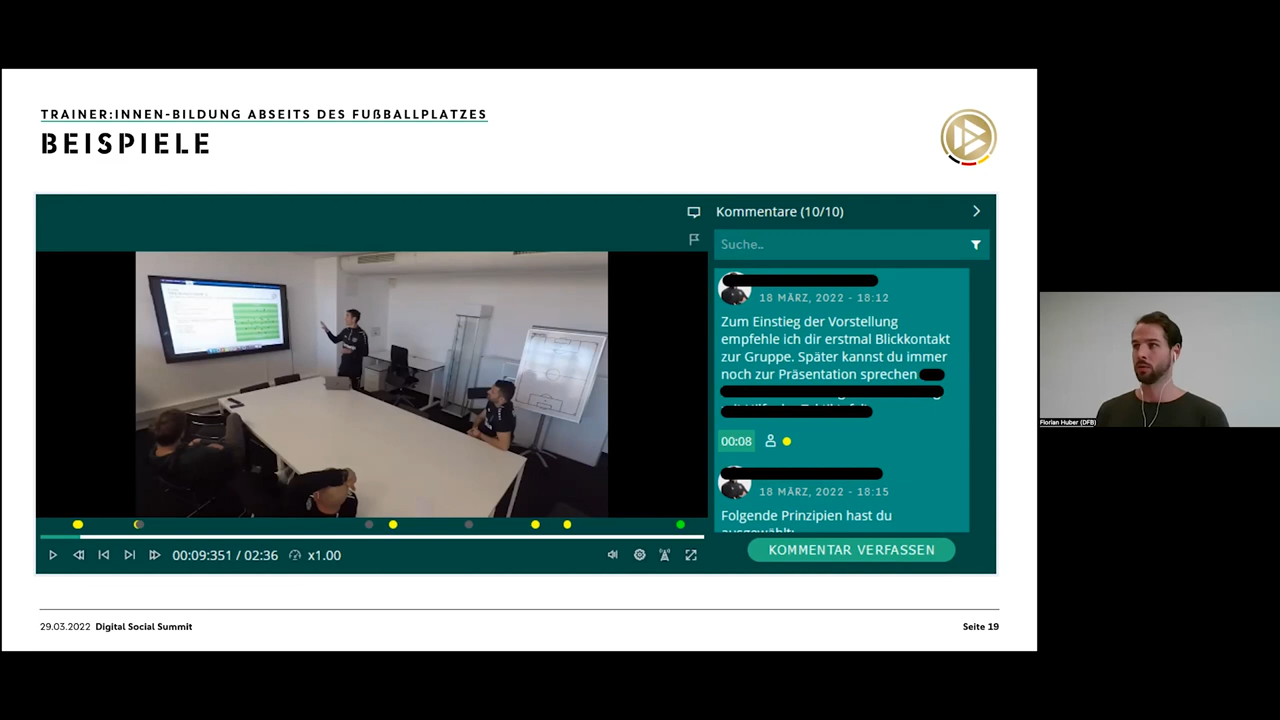 TRAINER:INNEN-BILDUNG ABSEITS DES FUẞBALLPLATZES
BEISPIELE
Kommentare (10/10)
Suche..
18 MÄRZ, 2022 - 18:12
Zum Einstieg der Vorstellung
empfehle ich dir erstmal Blickkontakt
zur Gruppe. Später kannst du immer
noch zur Präsentation sprechen
00:08
18 MÄRZ, 2022 - 18:15
Folgende Prinzipien hast du
ausgewählt:
KOMMENTAR VERFASSEN
00:09:351 / 02:36
x1.00
29.03.2022 Digital Social Summit
Seite 19
Florian Huber (DFB)